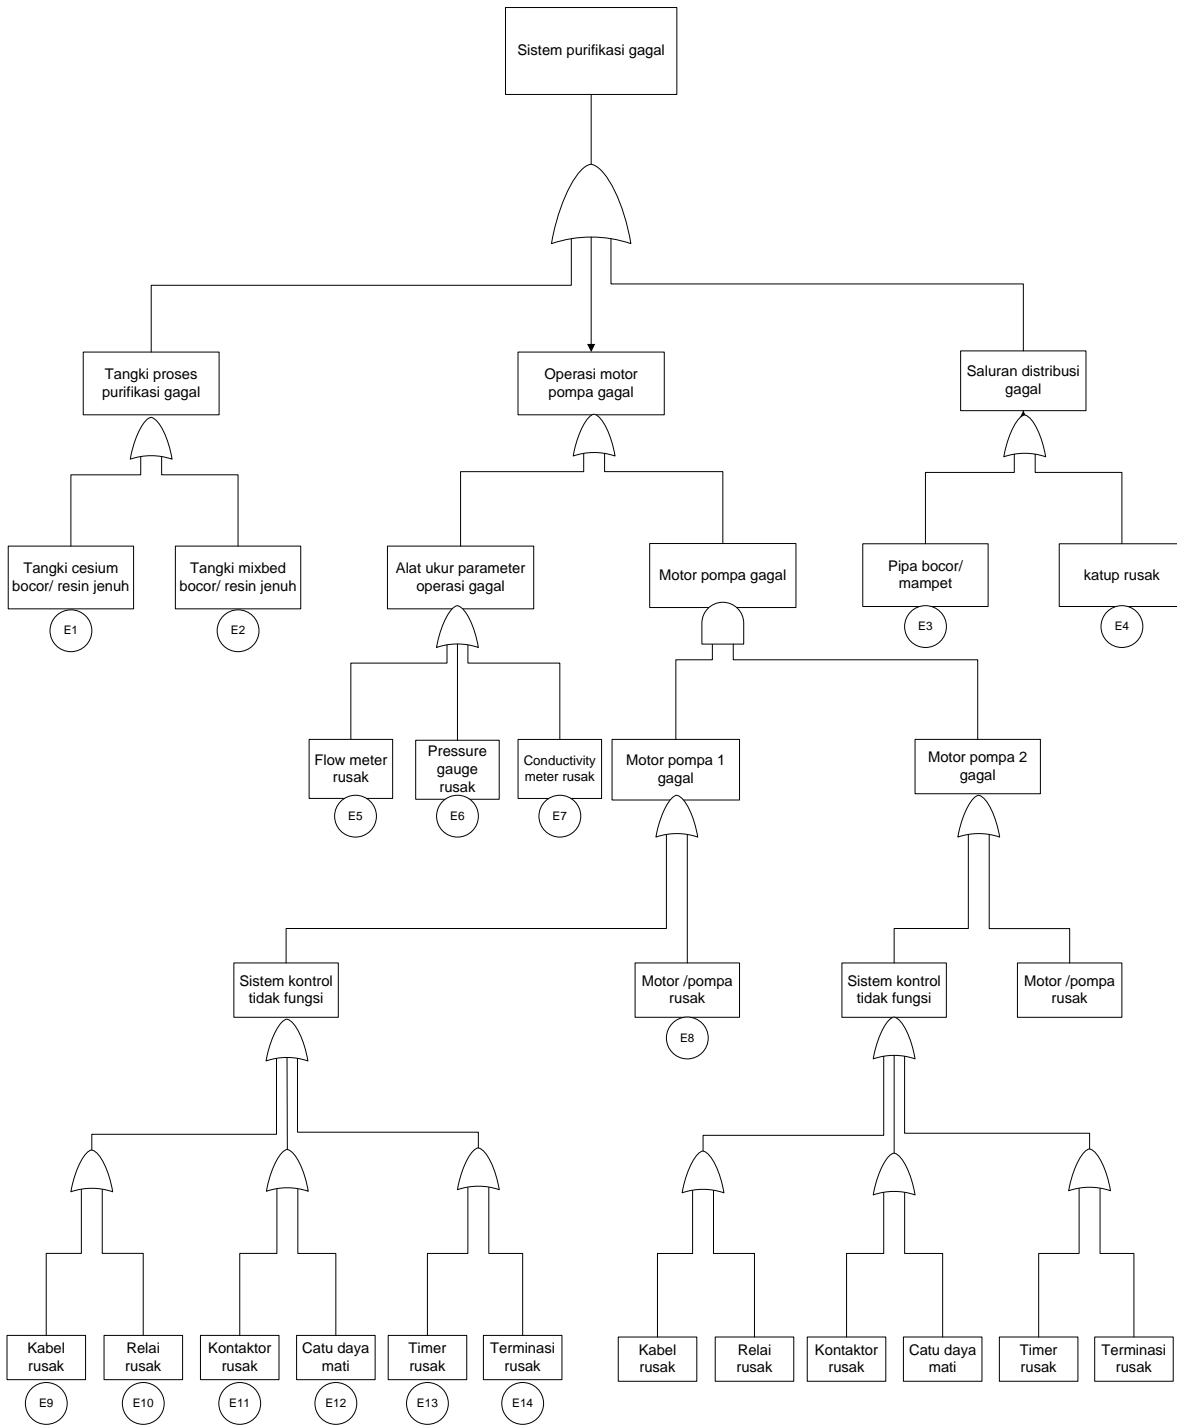 Sistem purifikasi gagal
Tangki proses
purifikasi gagal
Operasi motor
pompa gagal
Saluran distribusi
gagal
Tangki cesium
bocor/ resin jenuh
E1
Tangki mixbed
bocor/ resin jenuh
E2
Alat ukur parameter
operasi gagal
Motor pompa gagal
Pipa bocor/
mampet
E3
katup rusak
E4
Flow meter
rusak
E5
Pressure
gauge
rusak
E6
Conductivity
meter rusak
E7
Motor pompa 1
gagal
Motor pompa 2
gagal
Sistem kontrol
tidak fungsi
Motor /pompa
rusak
E8
Sistem kontrol
tidak fungsi
Motor /pompa
rusak
Kabel
rusak
E9
Relai
rusak
E10
Kontaktor
rusak
E11
Catu daya
mati
E12
Timer
rusak
E13
Terminasi
rusak
E14
Kabel
rusak
Relai
rusak
Kontaktor
rusak
Catu daya
mati
Timer
rusak
Terminasi
rusak